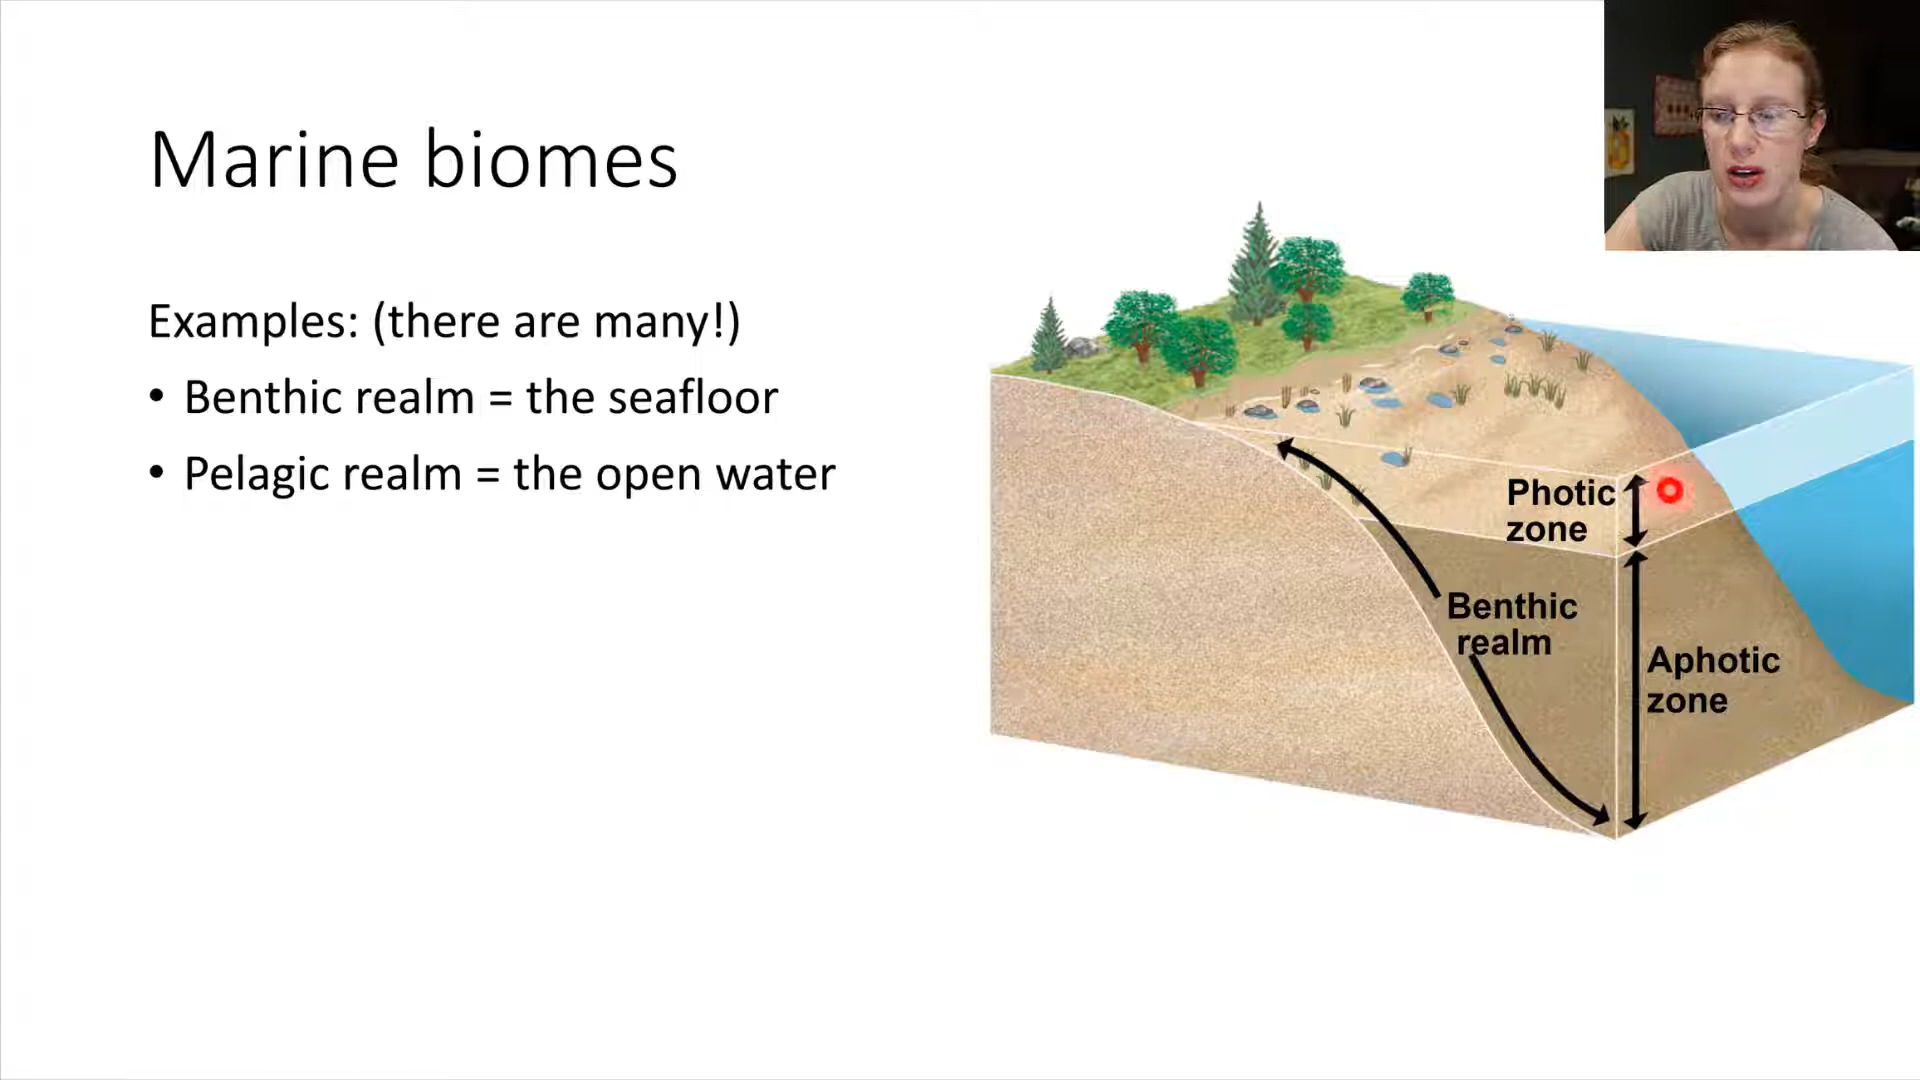 Marine biomes
Examples: (there are many!)
• Benthic realm = the seafloor
• Pelagic realm = the open water
Photic
zone
Benthic
realm
Aphotic
zone